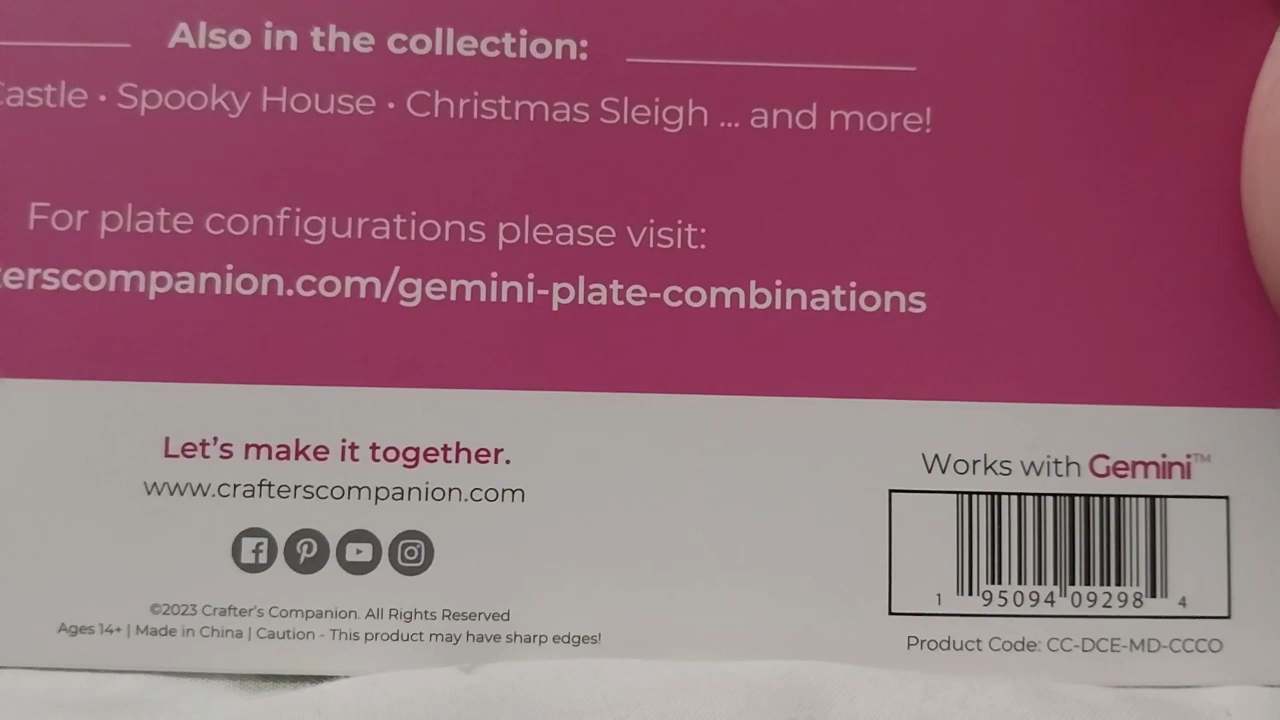 Also in the collection:
• Spooky House • Christmas Sleigh ... and more!
For plate configurations please visit:
erscompanion.com/gemini-plate-combinations
Let's make it together.
www.crafterscompanion.com
©2023 Crafter's Companion. All Rights Reserved
Ages 14+ | Made in China | Caution - This product may have sharp edges!
Works with Gemini™
1 95094 09298 4
Product Code: CC-DCE-MD-CCCO